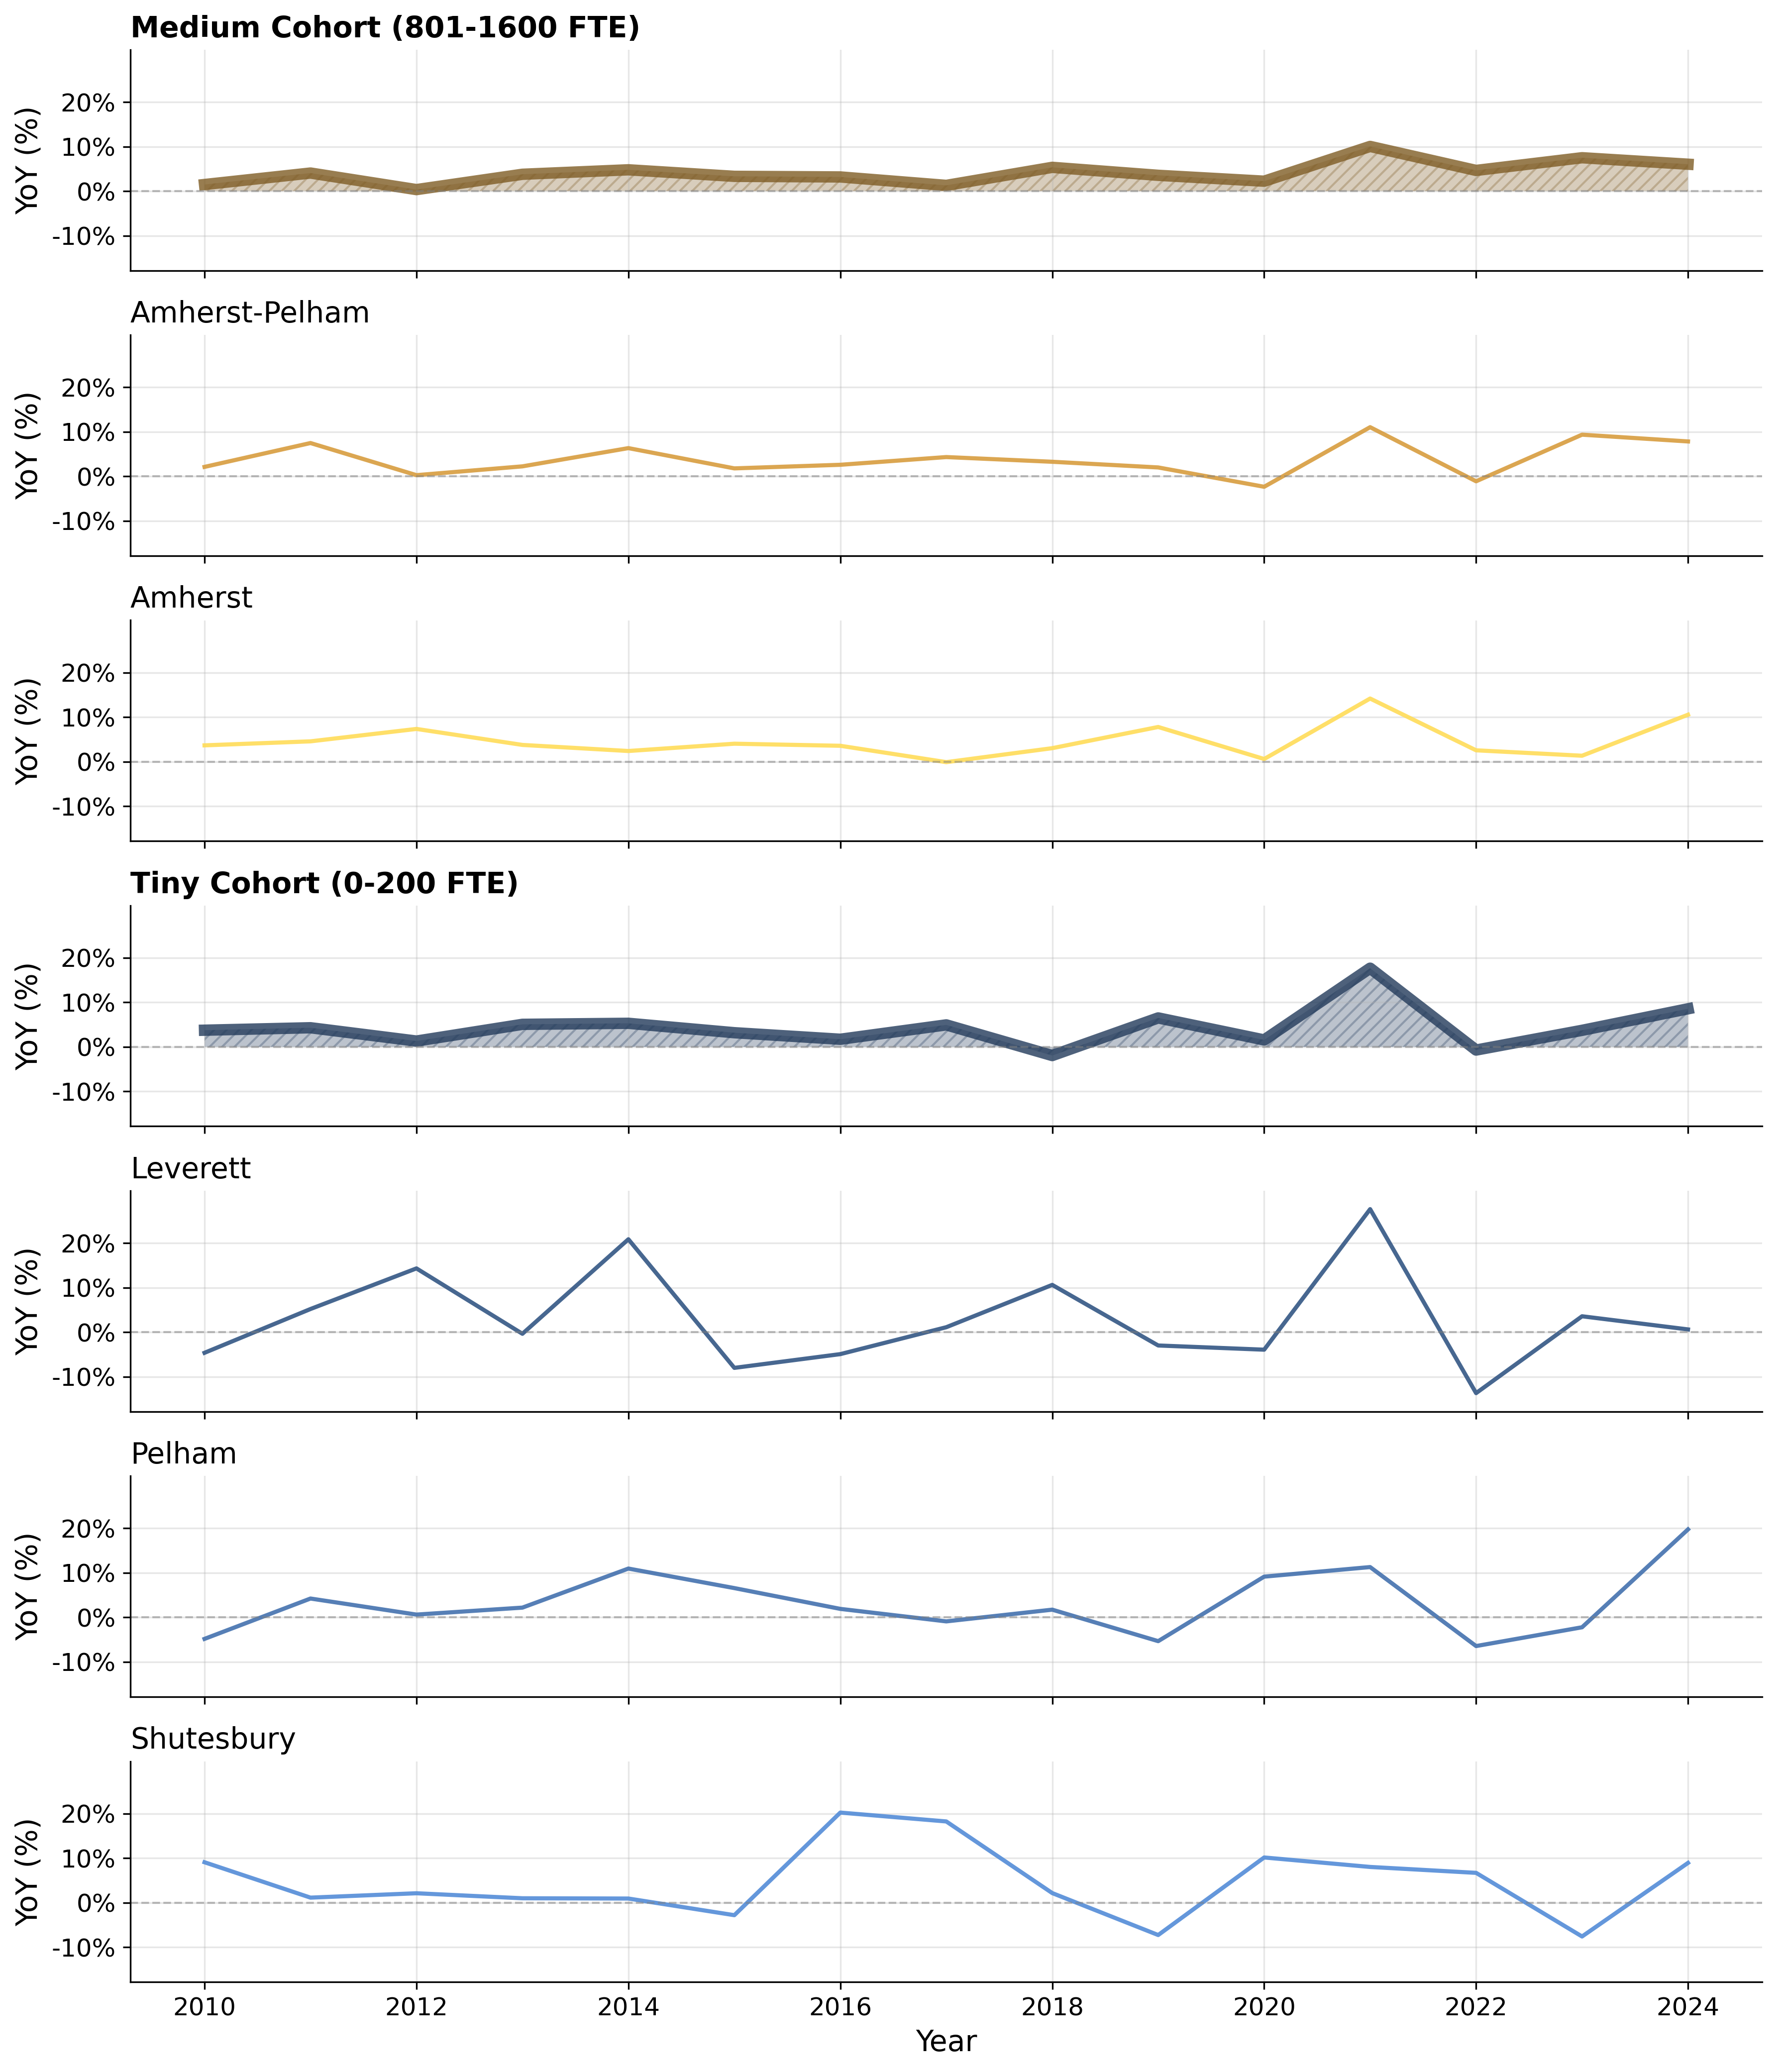 Medium Cohort (801-1600 FTE)
YoY (%)
20%
10%
0%
-10%
Amherst-Pelham
YoY (%)
20%
10%
0%
-10%
Amherst
YoY (%)
20%
10%
0%
-10%
Tiny Cohort (0-200 FTE)
YoY (%)
20%
10%
0%
-10%
Leverett
YoY (%)
20%
10%
0%
-10%
Pelham
YoY (%)
20%
10%
0%
-10%
Shutesbury
YoY (%)
20%
10%
0%
-10%
2010 2012 2014 2016 2018 2020 2022 2024
Year